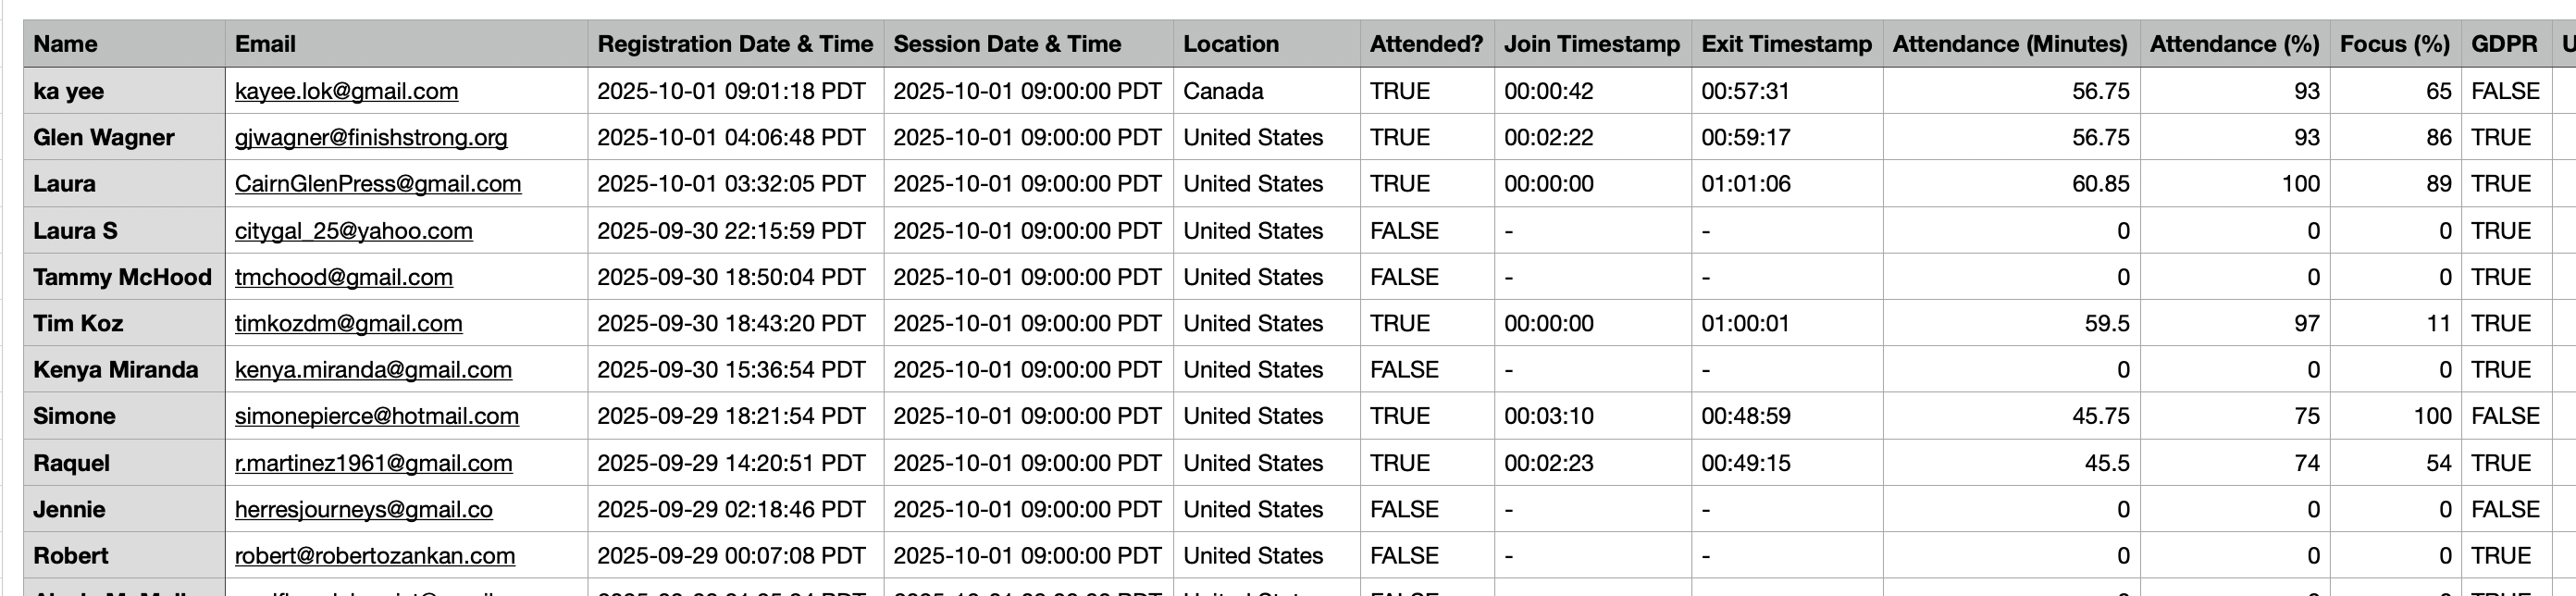 Name Email Registration Date & Time Session Date & Time Location Attended? Join Timestamp Exit Timestamp Attendance (Minutes) Attendance (%) Focus (%) GDPR
ka yee kayee.lok@gmail.com 2025-10-01 09:01:18 PDT 2025-10-01 09:00:00 PDT Canada TRUE 00:00:42 00:57:31 56.75 93 65 FALSE
Glen Wagner gjwagner@finishstrong.org 2025-10-01 04:06:48 PDT 2025-10-01 09:00:00 PDT United States TRUE 00:02:22 00:59:17 56.75 93 86 TRUE
Laura CairnGlenPress@gmail.com 2025-10-01 03:32:05 PDT 2025-10-01 09:00:00 PDT United States TRUE 00:00:00 01:01:06 60.85 100 89 TRUE
Laura S citygal_25@yahoo.com 2025-09-30 22:15:59 PDT 2025-10-01 09:00:00 PDT United States FALSE - - 0 0 0 TRUE
Tammy McHood tmchood@gmail.com 2025-09-30 18:50:04 PDT 2025-10-01 09:00:00 PDT United States FALSE - - 0 0 0 TRUE
Tim Koz timkozdm@gmail.com 2025-09-30 18:43:20 PDT 2025-10-01 09:00:00 PDT United States TRUE 00:00:00 01:00:01 59.5 97 11 TRUE
Kenya Miranda kenya.miranda@gmail.com 2025-09-30 15:36:54 PDT 2025-10-01 09:00:00 PDT United States FALSE - - 0 0 0 TRUE
Simone simonepierce@hotmail.com 2025-09-29 18:21:54 PDT 2025-10-01 09:00:00 PDT United States TRUE 00:03:10 00:48:59 45.75 75 100 FALSE
Raquel r.martinez1961@gmail.com 2025-09-29 14:20:51 PDT 2025-10-01 09:00:00 PDT United States TRUE 00:02:23 00:49:15 45.5 74 54 TRUE
Jennie herresjourneys@gmail.co 2025-09-29 02:18:46 PDT 2025-10-01 09:00:00 PDT United States FALSE - - 0 0 0 FALSE
Robert robert@robertozankan.com 2025-09-29 00:07:08 PDT 2025-10-01 09:00:00 PDT United States FALSE - - 0 0 0 TRUE